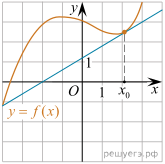 y
1
O
1
x₀
x
y = f(x)
решуегэ.рф